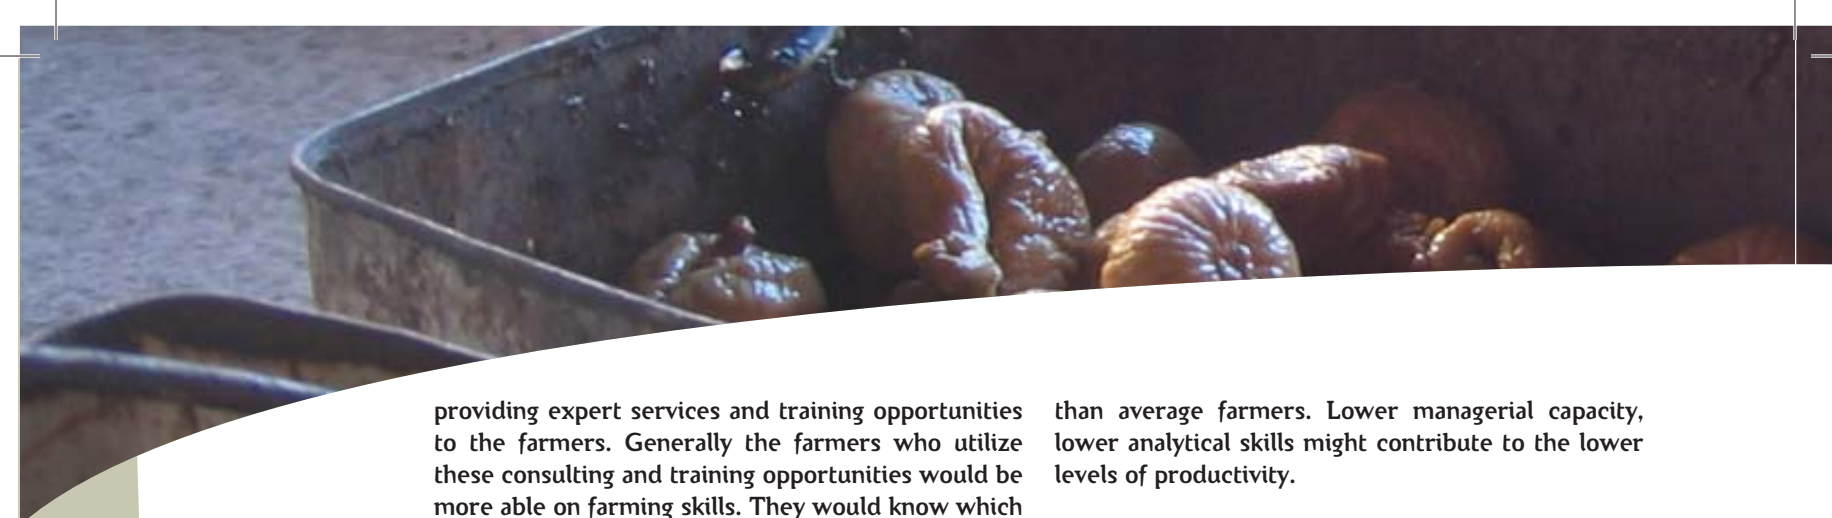 providing expert services and training opportunities
to the farmers. Generally the farmers who utilize
these consulting and training opportunities would be
more able on farming skills. They would know which
than average farmers. Lower managerial capacity,
lower analytical skills might contribute to the lower
levels of productivity.